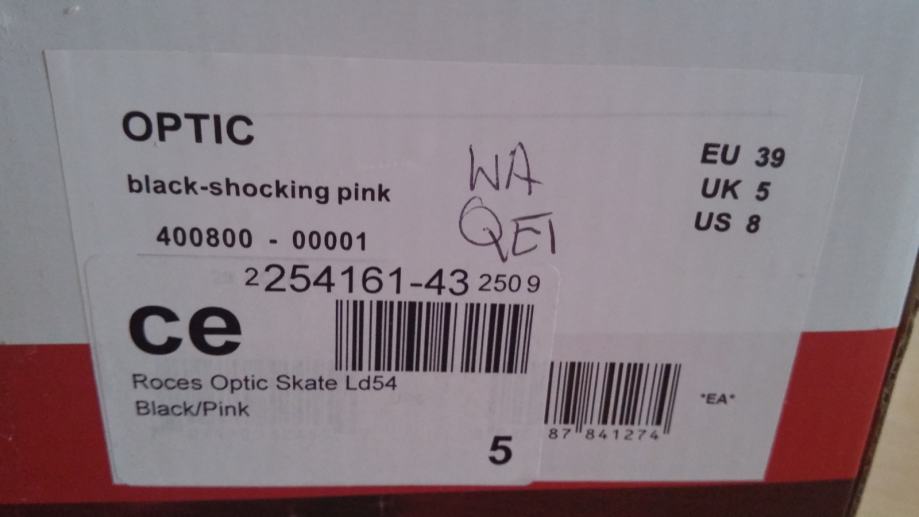 OPTIC
black-shocking pink
400800 - 00001
WA
QE1
EU 39
UK 5
US 8
2254161-43 2509
ce
Roces Optic Skate Ld54
Black/Pink
5
87 841274
*EA*